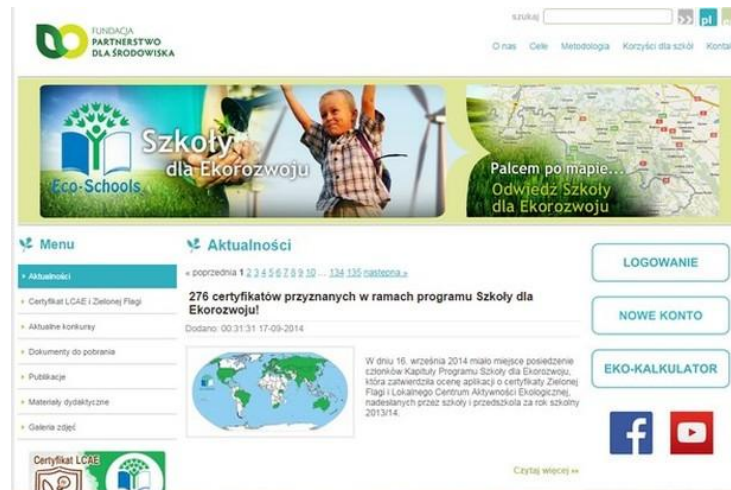 FUNDACJA
PARTNERSTWO
DLA ŚRODOWISKA
szukaj
>> pl
O nas Cele Metodologia Korzyści dla szkół
Eco-Schools
Szkoły
dla Ekorozwoju
Palcem po mapie...
Odwiedź Szkoły
dla Ekorozwoju
Menu
Aktualności
Certyfikat LCAE i Zielonej Flagi
Aktualne konkursy
Dokumenty do pobrania
Publikacje
Materiały dydaktyczne
Galeria zdjęć
Certyfikat LCAE
Aktualności
« poprzednia 1 2 3 4 5 6 7 8 9 10 ... 134 135 następna »
276 certyfikatów przyznanych w ramach programu Szkoły dla
Ekorozwoju!
Dodano: 00:31:31 17-09-2014
W dniu 16. września 2014 miało miejsce posiedzenie
członków Kapituły Programu Szkoły dla Ekorozwoju,
która zatwierdziła ocenę aplikacji o certyfikaty Zielonej
Flagi i Lokalnego Centrum Aktywności Ekologicznej,
nadesłanych przez szkoły i przedszkola za rok szkolny
2013/14.
Czytaj więcej »»
LOGOWANIE
NOWE KONTO
EKO-KALKULATOR